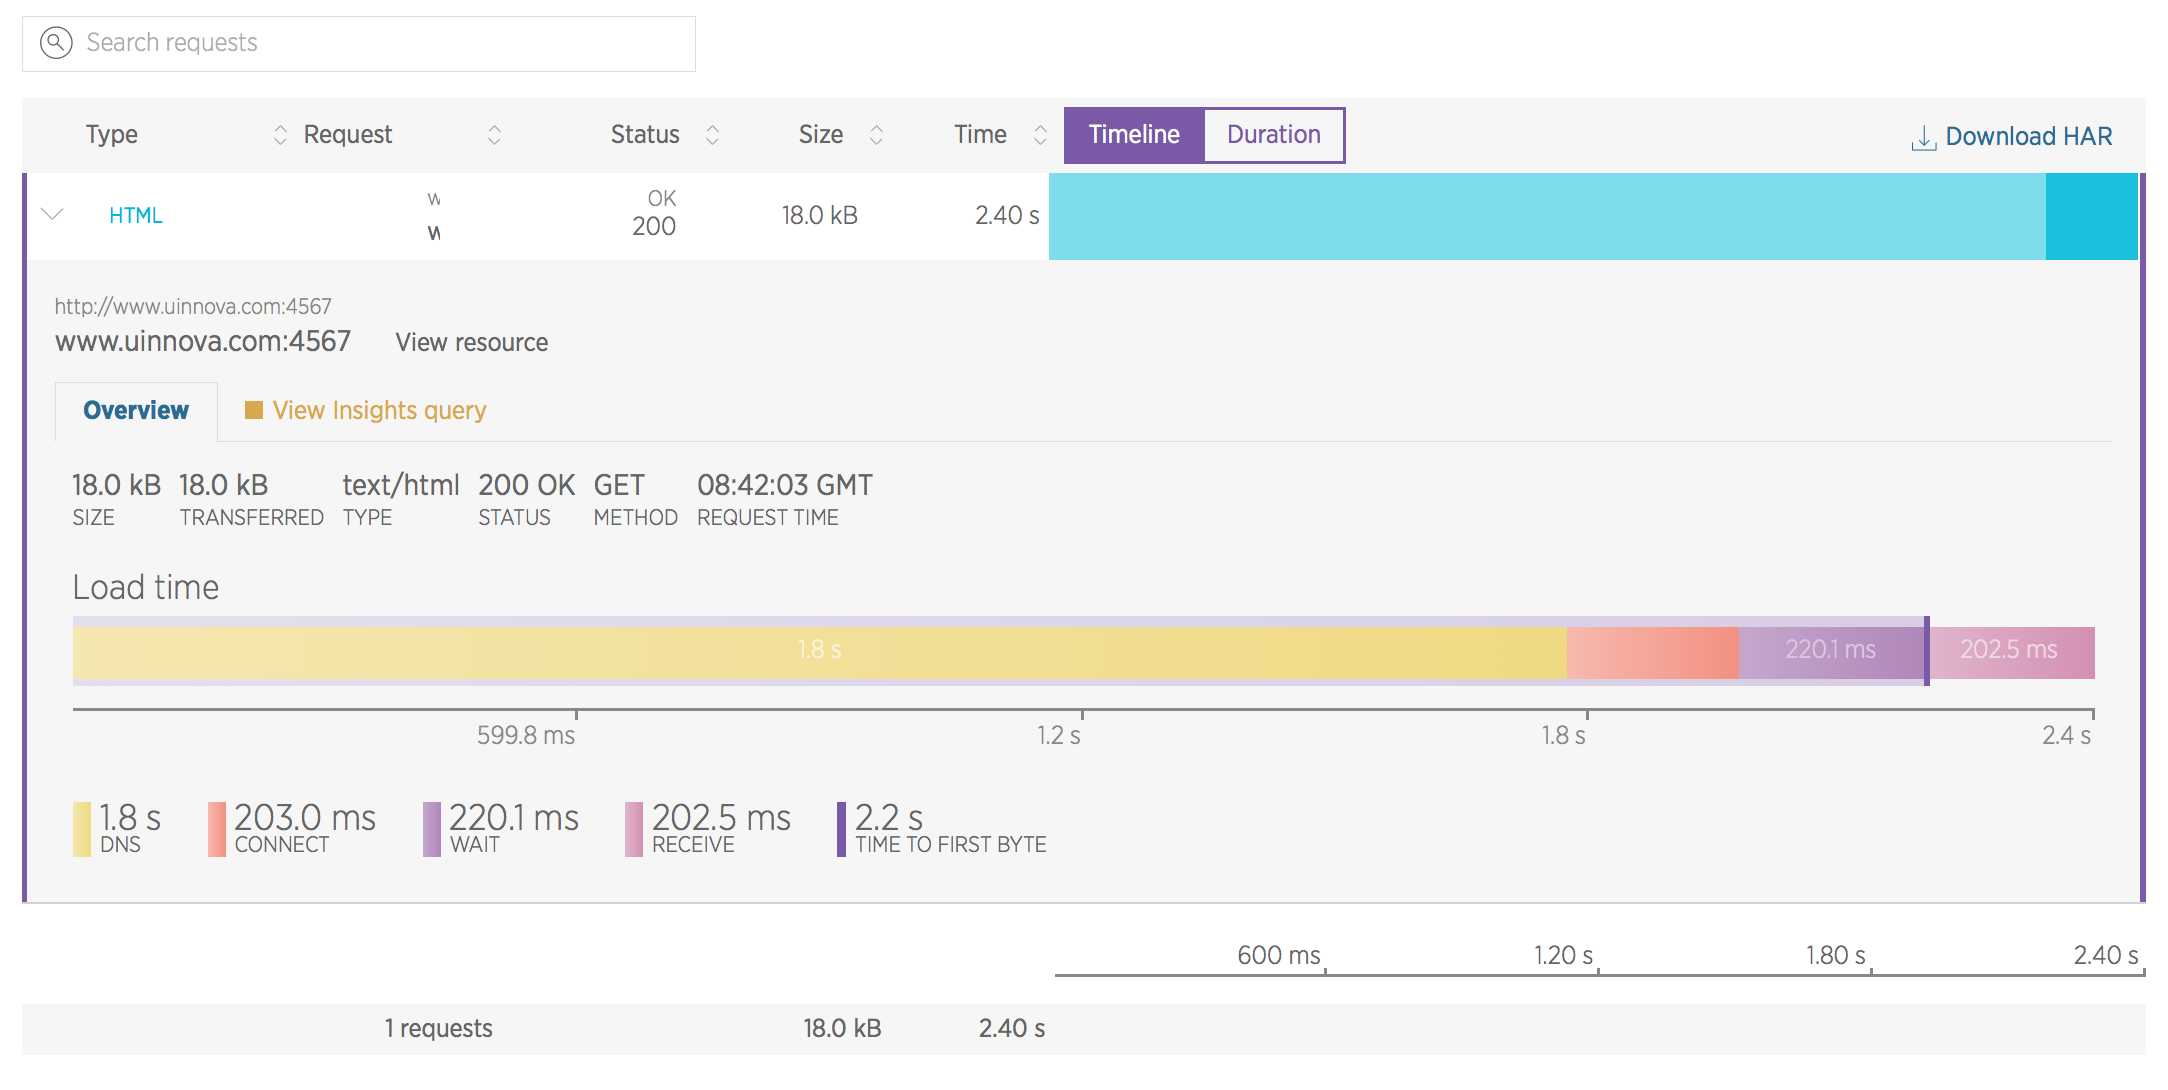 Search requests
Type Request Status Size Time Timeline Duration Download HAR
HTML w w OK 200 18.0 kB 2.40 s
http://www.uinnova.com:4567
www.uinnova.com:4567 View resource
Overview View Insights query
18.0 kB 18.0 kB text/html 200 OK GET 08:42:03 GMT
SIZE TRANSFERRED TYPE STATUS METHOD REQUEST TIME
Load time
1.8 s 220.1 ms 202.5 ms
599.8 ms 1.2 s 1.8 s 2.4 s
1.8 s 203.0 ms 220.1 ms 202.5 ms 2.2 s
DNS CONNECT WAIT RECEIVE TIME TO FIRST BYTE
600 ms 1.20 s 1.80 s 2.40 s
1 requests 18.0 kB 2.40 s